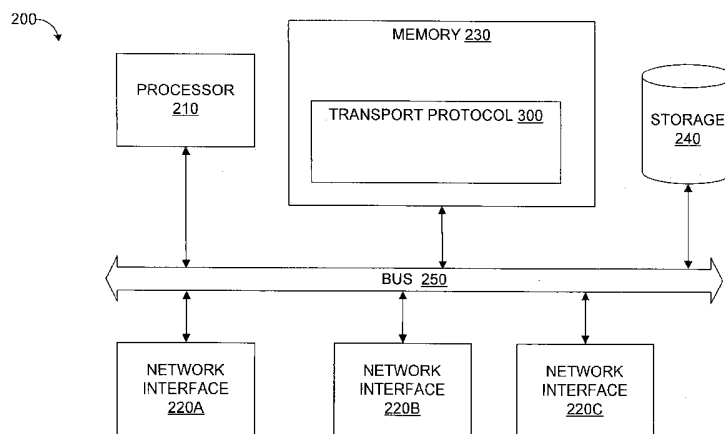 200
MEMORY 230
PROCESSOR
210
TRANSPORT PROTOCOL 300
STORAGE
240
BUS 250
NETWORK
INTERFACE
220A
NETWORK
INTERFACE
220B
NETWORK
INTERFACE
220C